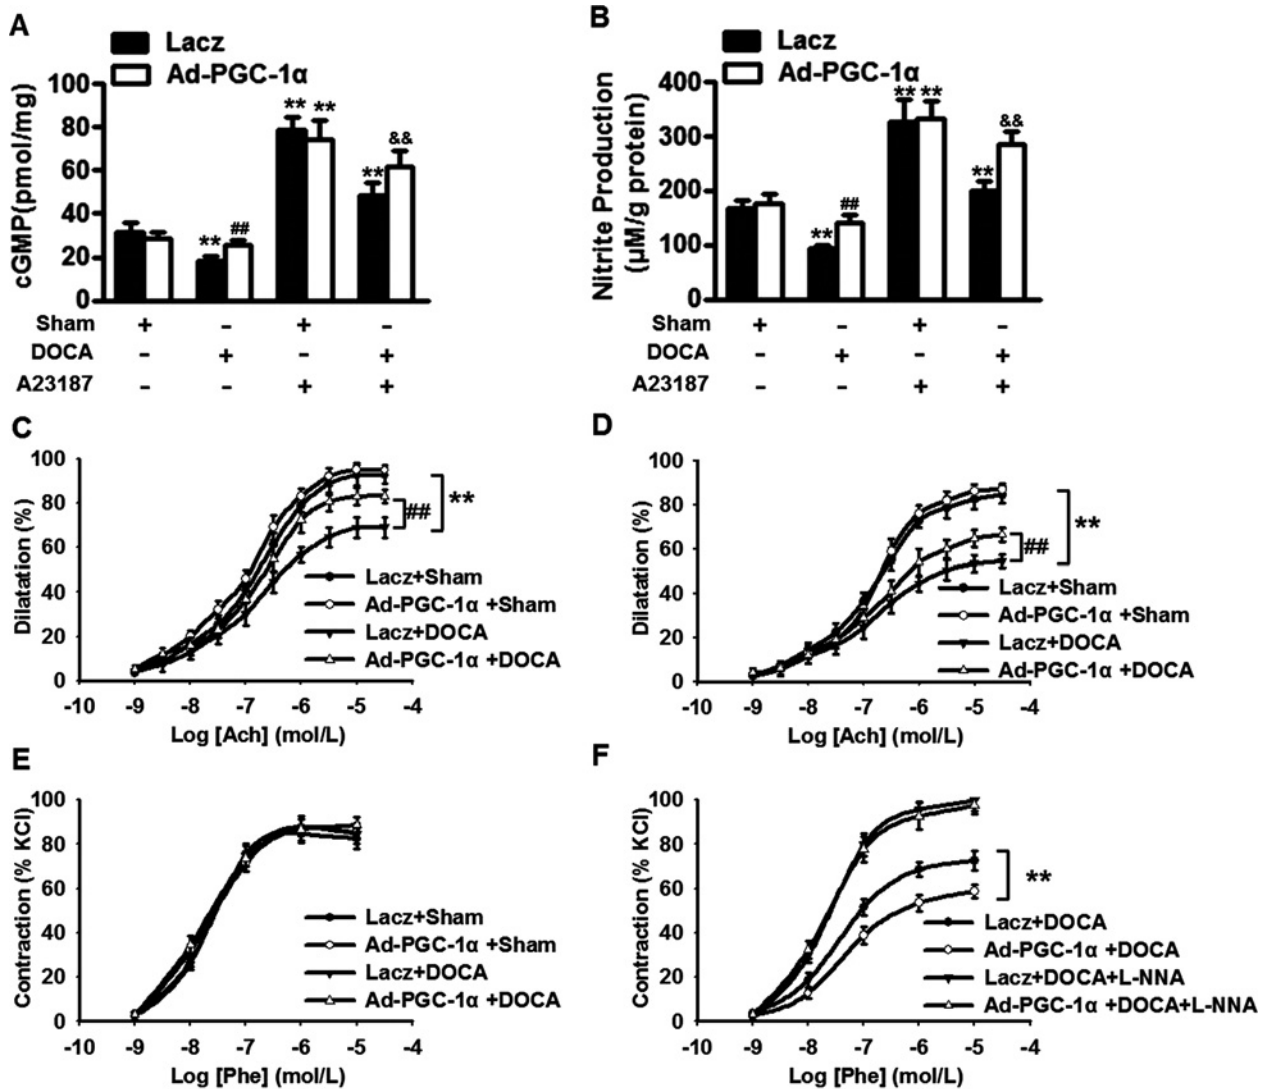 A
Lacz
Ad-PGC-1α
cGMP(pmol/mg)
100
80
60
40
20
0
** ## ** ** ** &&
Sham + - + -
DOCA - + - +
A23187 - - + +
B
Lacz
Ad-PGC-1α
Nitrite Production
(μM/g protein)
400
300
200
100
0
** ## ** ** ** &&
Sham + - + -
DOCA - + - +
A23187 - - + +
C
Dilatation (%)
100
80
60
40
20
0
## **
Lacz+Sham
Ad-PGC-1α +Sham
Lacz+DOCA
Ad-PGC-1α +DOCA
-10 -9 -8 -7 -6 -5 -4
Log [Ach] (mol/L)
D
Dilatation (%)
100
80
60
40
20
0
## **
Lacz+Sham
Ad-PGC-1α +Sham
Lacz+DOCA
Ad-PGC-1α +DOCA
-10 -9 -8 -7 -6 -5 -4
Log [Ach] (mol/L)
E
Contraction (% KCl)
100
80
60
40
20
0
Lacz+Sham
Ad-PGC-1α +Sham
Lacz+DOCA
Ad-PGC-1α +DOCA
-10 -9 -8 -7 -6 -5 -4
Log [Phe] (mol/L)
F
Contraction (% KCl)
100
80
60
40
20
0
**
Lacz+DOCA
Ad-PGC-1α +DOCA
Lacz+DOCA+L-NNA
Ad-PGC-1α +DOCA+L-NNA
-10 -9 -8 -7 -6 -5 -4
Log [Phe] (mol/L)